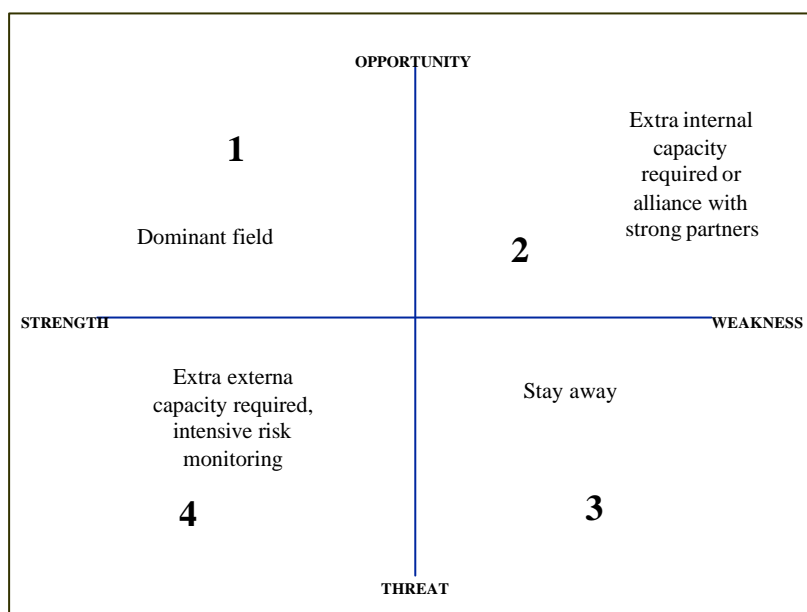 OPPORTUNITY
1
Dominant field
Extra internal
capacity
required or
alliance with
strong partners
2
STRENGTH
WEAKNESS
Extra externa
capacity required,
intensive risk
monitoring
4
Stay away
3
THREAT